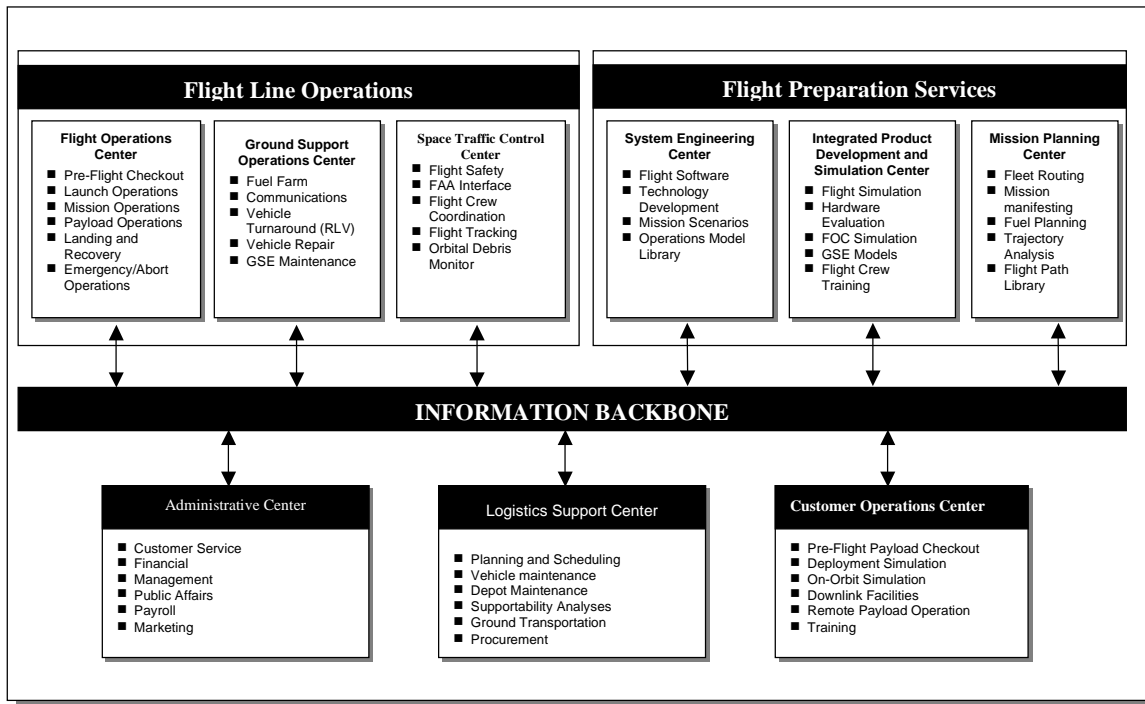 Flight Line Operations
Flight Operations
Center
■ Pre-Flight Checkout
■ Launch Operations
■ Mission Operations
■ Payload Operations
■ Landing and
Recovery
■ Emergency/Abort
Operations
Ground Support
Operations Center
■ Fuel Farm
■ Communications
■ Vehicle
Turnaround (RLV)
■ Vehicle Repair
■ GSE Maintenance
Space Traffic Control
Center
■ Flight Safety
■ FAA Interface
■ Flight Crew
Coordination
■ Flight Tracking
■ Orbital Debris
Monitor
Flight Preparation Services
System Engineering
Center
■ Flight Software
■ Technology
Development
■ Mission Scenarios
■ Operations Model
Library
Integrated Product
Development and
Simulation Center
■ Flight Simulation
■ Hardware
Evaluation
■ FOC Simulation
■ GSE Models
■ Flight Crew
Training
Mission Planning
Center
■ Fleet Routing
■ Mission
manifesting
■ Fuel Planning
■ Trajectory
Analysis
■ Flight Path
Library
INFORMATION BACKBONE
Administrative Center
■ Customer Service
■ Financial
■ Management
■ Public Affairs
■ Payroll
■ Marketing
Logistics Support Center
■ Planning and Scheduling
■ Vehicle maintenance
■ Depot Maintenance
■ Supportability Analyses
■ Ground Transportation
■ Procurement
Customer Operations Center
■ Pre-Flight Payload Checkout
■ Deployment Simulation
■ On-Orbit Simulation
■ Downlink Facilities
■ Remote Payload Operation
■ Training